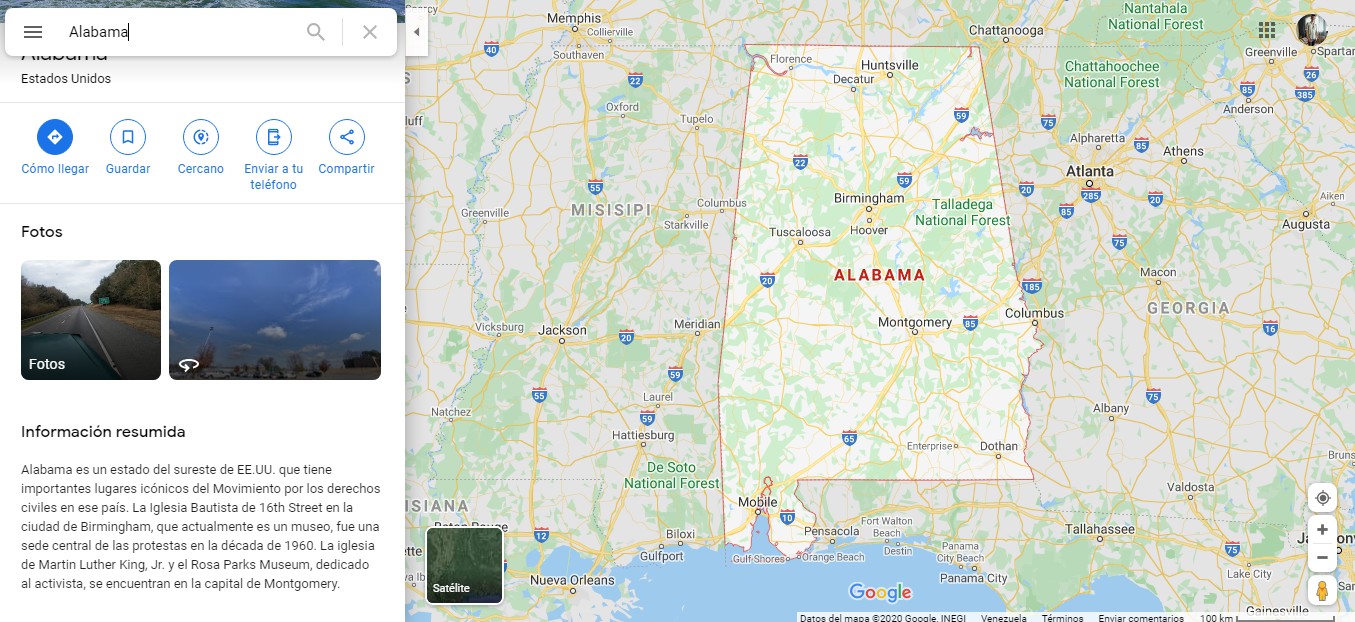 Alabama
Alabama
Estados Unidos
Cómo llegar
Guardar
Cercano
Enviar a tu
teléfono
Compartir
Fotos
Fotos
Información resumida
Alabama es un estado del sureste de EE.UU. que tiene
importantes lugares icónicos del Movimiento por los derechos
civiles en ese país. La Iglesia Bautista de 16th Street en la
ciudad de Birmingham, que actualmente es un museo, fue una
sede central de las protestas en la década de 1960. La iglesia
de Martin Luther King, Jr. y el Rosa Parks Museum, dedicado
al activista, se encuentran en la capital de Montgomery.
Memphis
Collierville
Southaven
40
22
Oxford
Tupelo
55
Greenville
MISISIPI
Columbus
Starkville
Vicksburg
Jackson
20
Meridian
59
55
Laurel
59
Natchez
Hattiesburg
De Soto
National Forest
Baton Rouge
12
Biloxi
Gulfport
Nueva Orleans
Satélite
Florence
Huntsville
Decatur
59
22
59
Birmingham
Hoover
Talladega
National Forest
Tuscaloosa
ALABAMA
20
Montgomery
85
65
Enterprise
Dothan
Mobile
10
Pensacola
Gulf Shores
Orange Beach
Fort Walton
Beach
Destin
Panama
City Beach
Panama City
Tallahassee
Chattanooga
Nantahala
National Forest
Chattahoochee
National Forest
Greenville
Spartan
26
85
385
Anderson
75
Alpharetta
85
Athens
Atlanta
285
20
85
20
Aiken
Augusta
75
Macon
185
Columbus
GEORGIA
16
75
Albany
Valdosta
75
Lake City
Gainesville
Google
Datos del mapa ©2020 Google, INEGI
Venezuela
Términos
Enviar comentarios
100 km